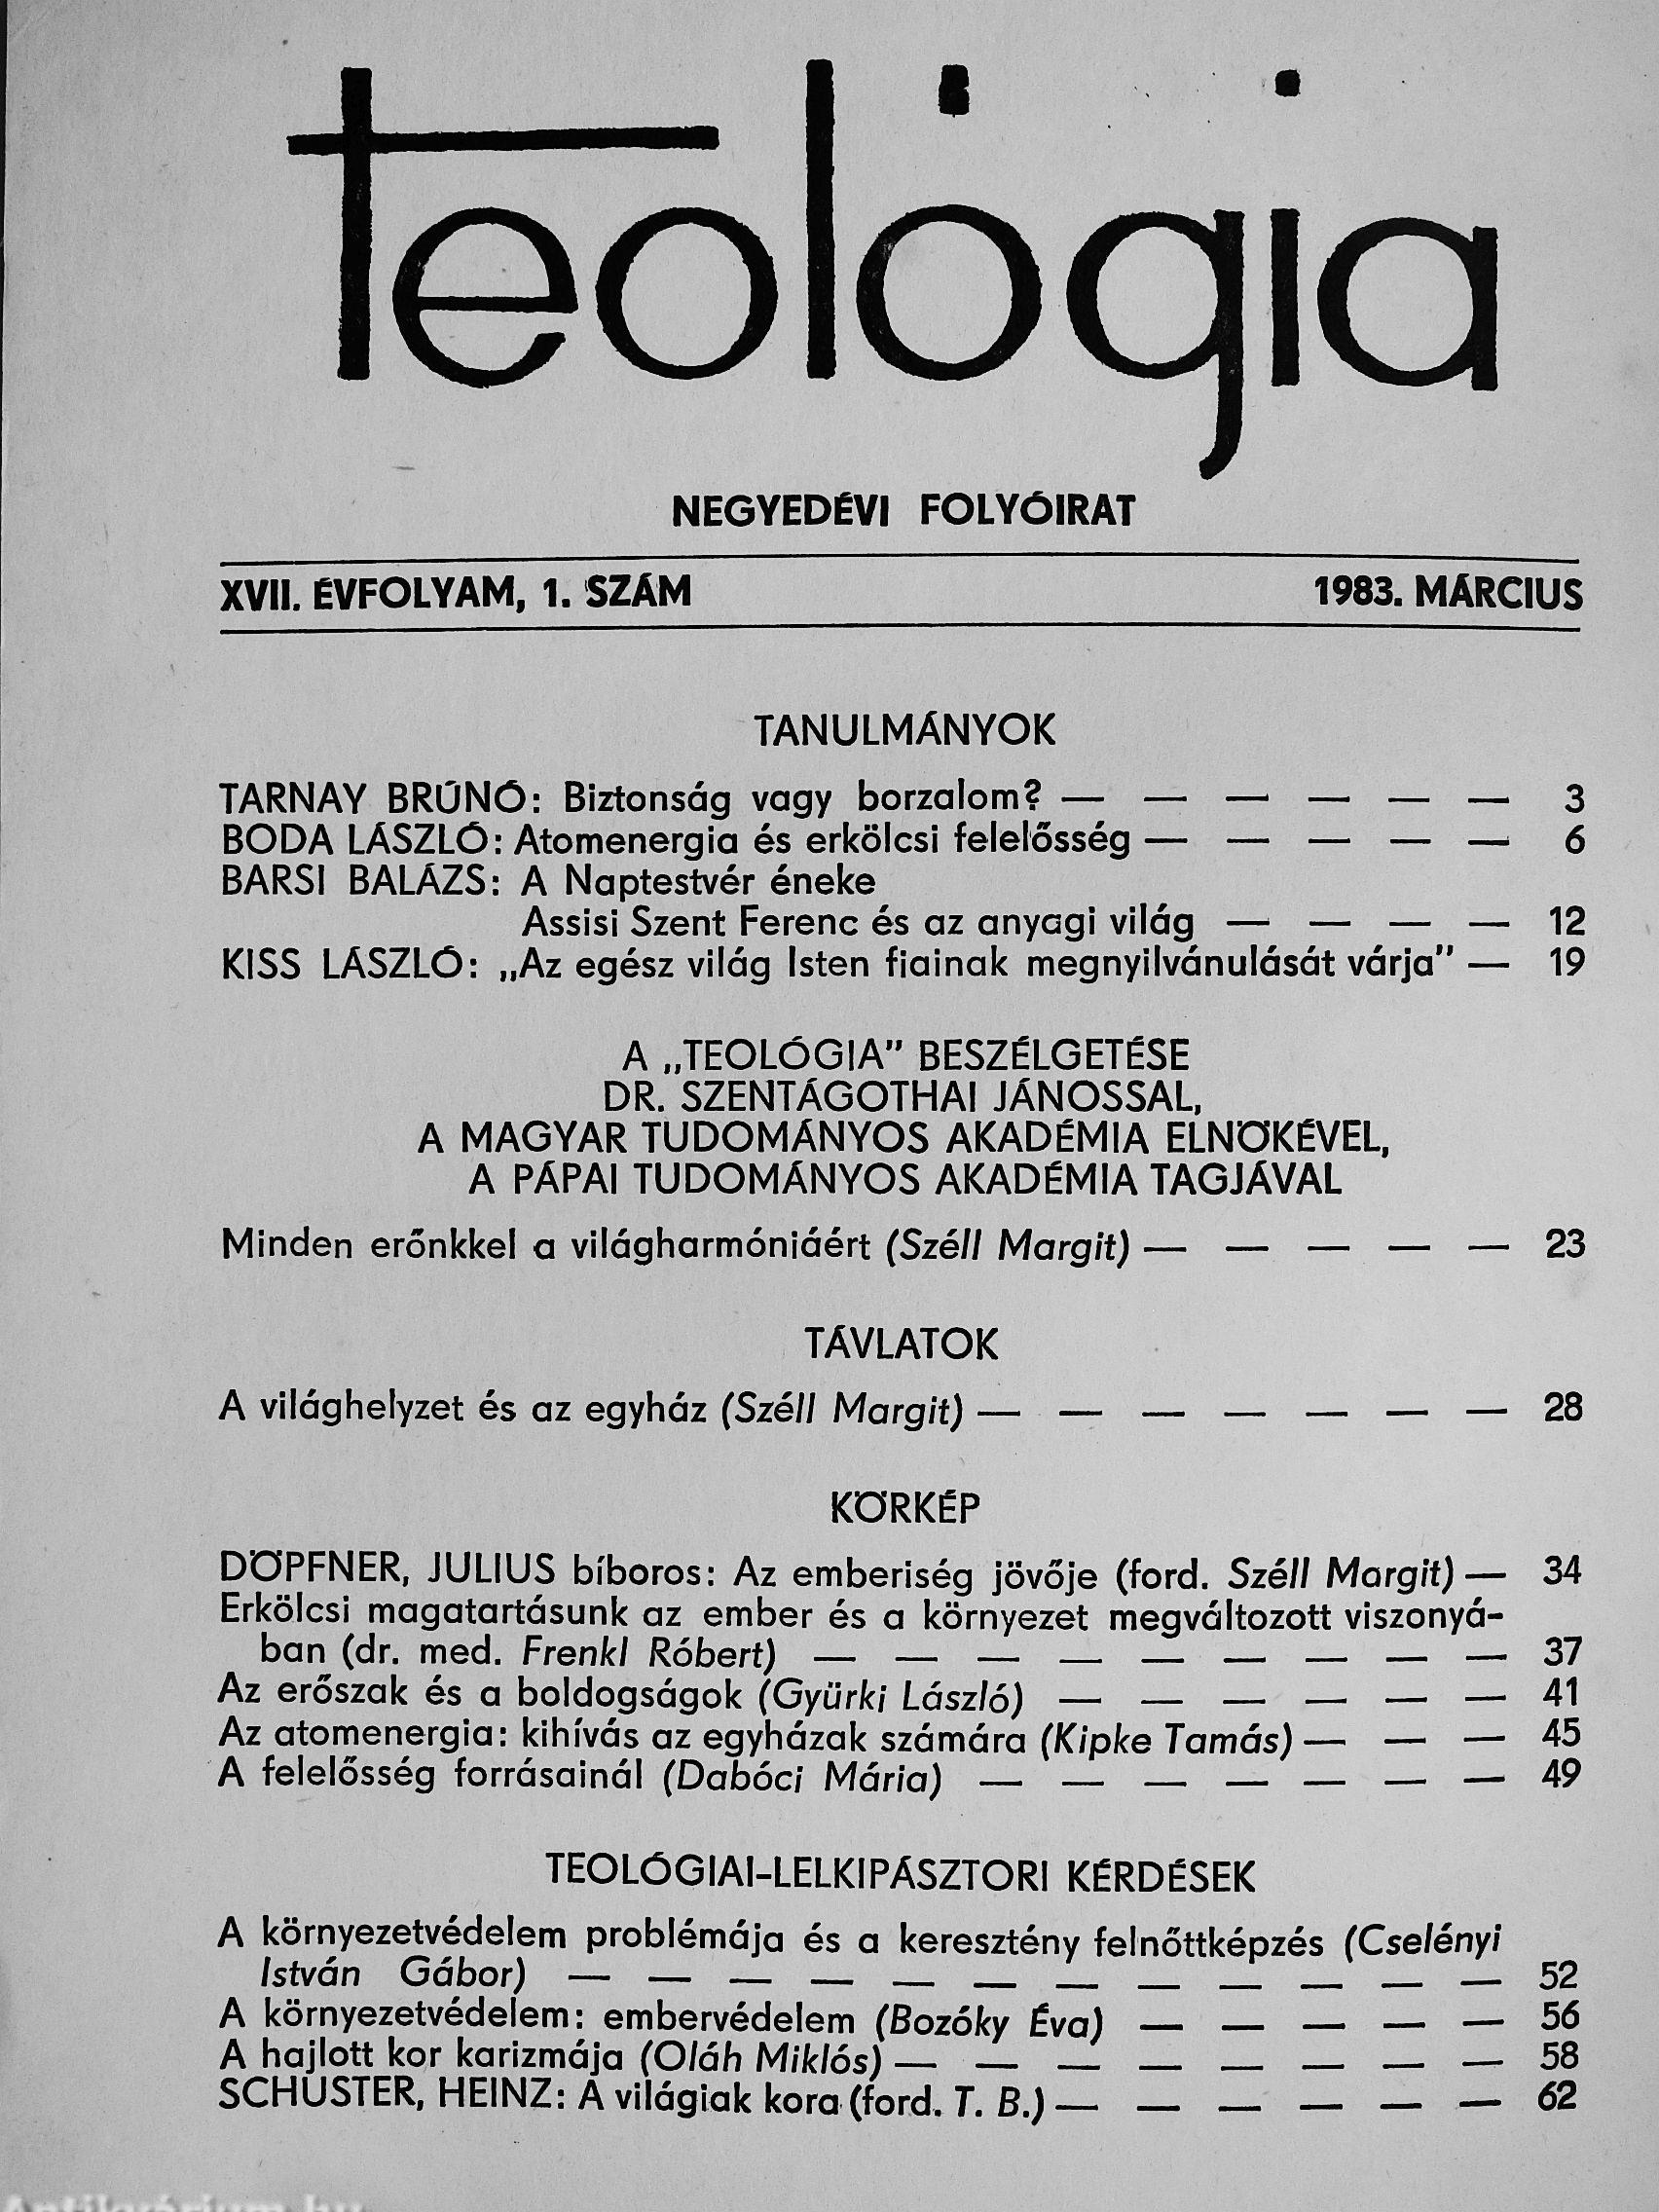 teológia
NEGYEDÉVI FOLYÓIRAT
XVII. ÉVFOLYAM, 1. SZÁM 1983. MÁRCIUS
TANULMÁNYOK
TARNAY BRÚNÓ: Biztonság vagy borzalom? — — — — — — 3
BODA LÁSZLÓ: Atomenergia és erkölcsi felelősség — — — — — 6
BARSI BALÁZS: A Naptestvér éneke
Assisi Szent Ferenc és az anyagi világ — — — — 12
KISS LÁSZLÓ: „Az egész világ Isten fiainak megnyilvánulását várja” — 19
A „TEOLÓGIA” BESZÉLGETÉSE
DR. SZENTÁGOTHAI JÁNOSSAL,
A MAGYAR TUDOMÁNYOS AKADÉMIA ELNÖKÉVEL,
A PÁPAI TUDOMÁNYOS AKADÉMIA TAGJÁVAL
Minden erőnkkel a világharmóniáért (Széll Margit) — — — — — 23
TÁVLATOK
A világhelyzet és az egyház (Széll Margit) — — — — — — — 28
KÖRKÉP
DÖPFNER, JULIUS bíboros: Az emberiség jövője (ford. Széll Margit) — 34
Erkölcsi magatartásunk az ember és a környezet megváltozott viszonyá-
ban (dr. med. Frenkl Róbert) — — — — — — — — — 37
Az erőszak és a boldogságok (Gyürki László) — — — — — — 41
Az atomenergia: kihívás az egyházak számára (Kipke Tamás) — — — 45
A felelősség forrásainál (Dabóci Mária) — — — — — — — 49
TEOLÓGIAI-LELKIPÁSZTORI KÉRDÉSEK
A környezetvédelem problémája és a keresztény felnőttképzés (Cselényi
István Gábor) — — — — — — — — — — — — 52
A környezetvédelem: embervédelem (Bozóky Éva) — — — — — 56
A hajlott kor karizmája (Oláh Miklós) — — — — — — — — 58
SCHUSTER, HEINZ: A világiak kora (ford. T. B.) — — — — — — 62
Antikvárium.hu